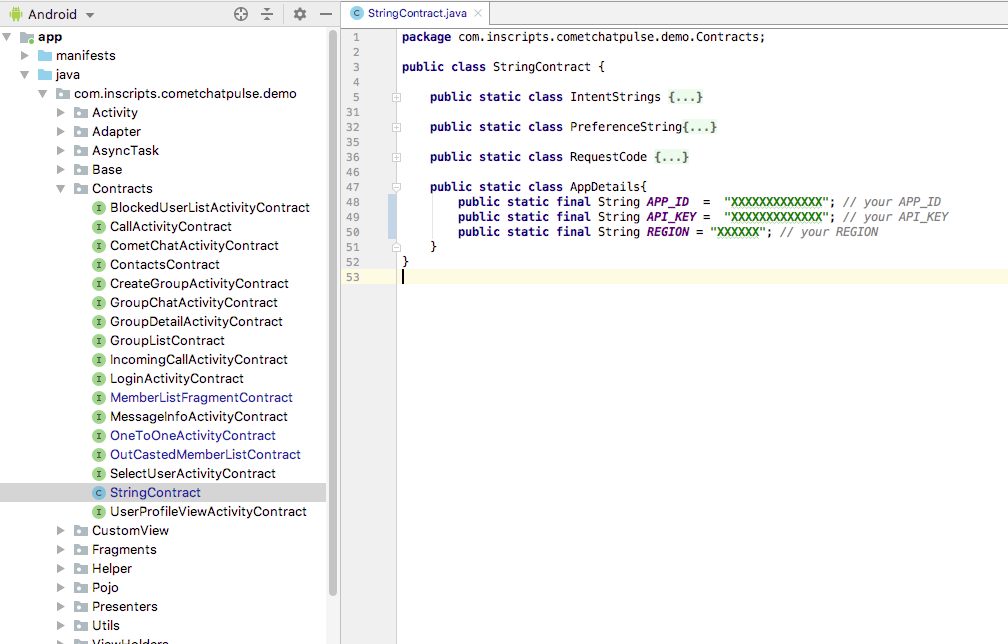 Android
app
manifests
java
com.inscripts.cometchatpulse.demo
Activity
Adapter
AsyncTask
Base
Contracts
I BlockedUserListActivityContract
I CallActivityContract
I CometChatActivityContract
I ContactsContract
I CreateGroupActivityContract
I GroupChatActivityContract
I GroupDetailActivityContract
I GroupListContract
I IncomingCallActivityContract
I LoginActivityContract
I MemberListFragmentContract
I MessageInfoActivityContract
I OneToOneActivityContract
I OutCastedMemberListContract
I SelectUserActivityContract
C StringContract
I UserProfileViewActivityContract
CustomView
Fragments
Helper
Pojo
Presenters
Utils
ViewHolders
C StringContract.java
1 package com.inscripts.cometchatpulse.demo.Contracts;
2
3 public class StringContract {
4
5 public static class IntentStrings {...}
31
32 public static class PreferenceString{...}
35
36 public static class RequestCode {...}
46
47 public static class AppDetails{
48 public static final String APP_ID = "XXXXXXXXXXXXX"; // your APP_ID
49 public static final String API_KEY = "XXXXXXXXXXXXX"; // your API_KEY
50 public static final String REGION = "XXXXXX"; // your REGION
51 }
52 }
53